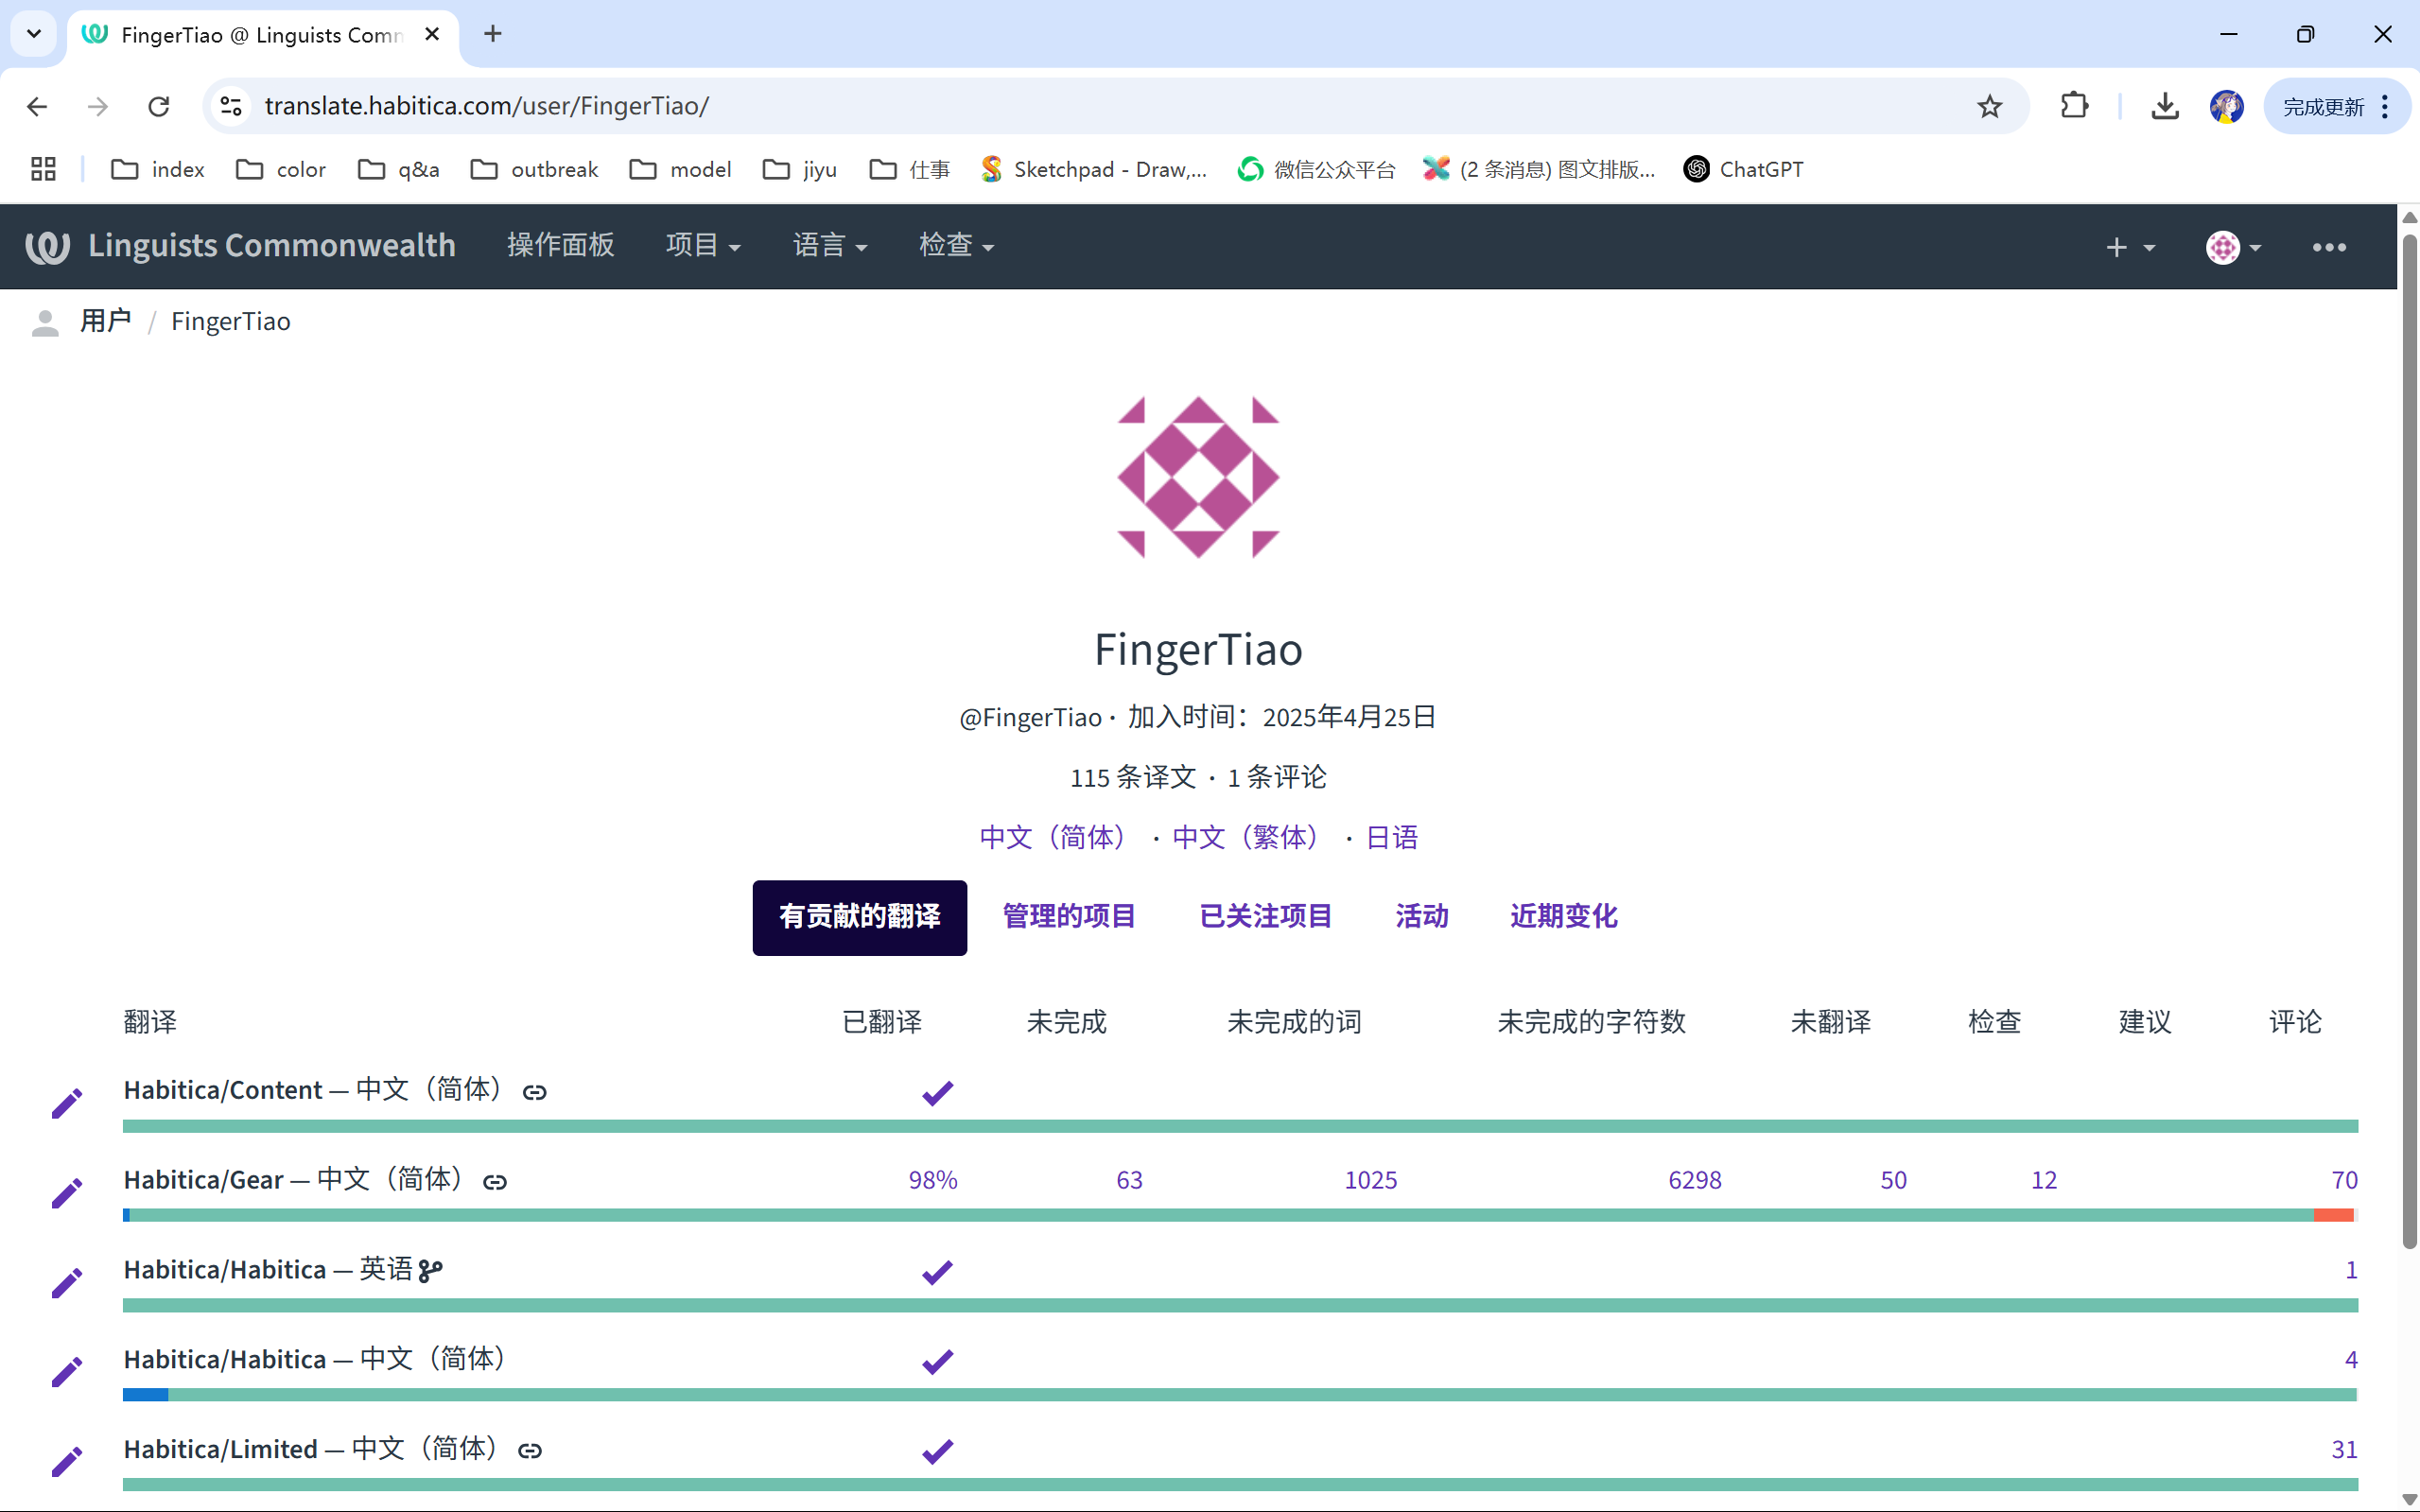 FingerTiao @ Linguists Comm
translate.habitica.com/user/FingerTiao/
完成更新
index color q&a outbreak model jiyu 仕事 Sketchpad - Draw,... 微信公众平台 (2 条消息) 图文排版... ChatGPT
Linguists Commonwealth 操作面板 项目 语言 检查
用户 / FingerTiao
FingerTiao
@FingerTiao · 加入时间：2025年4月25日
115 条译文 · 1 条评论
中文（简体） · 中文（繁体） · 日语
有贡献的翻译 管理的项目 已关注项目 活动 近期变化
翻译 已翻译 未完成 未完成的词 未完成的字符数 未翻译 检查 建议 评论
Habitica/Content — 中文（简体）
Habitica/Gear — 中文（简体） 98% 63 1025 6298 50 12 70
Habitica/Habitica — 英语 1
Habitica/Habitica — 中文（简体） 4
Habitica/Limited — 中文（简体） 31